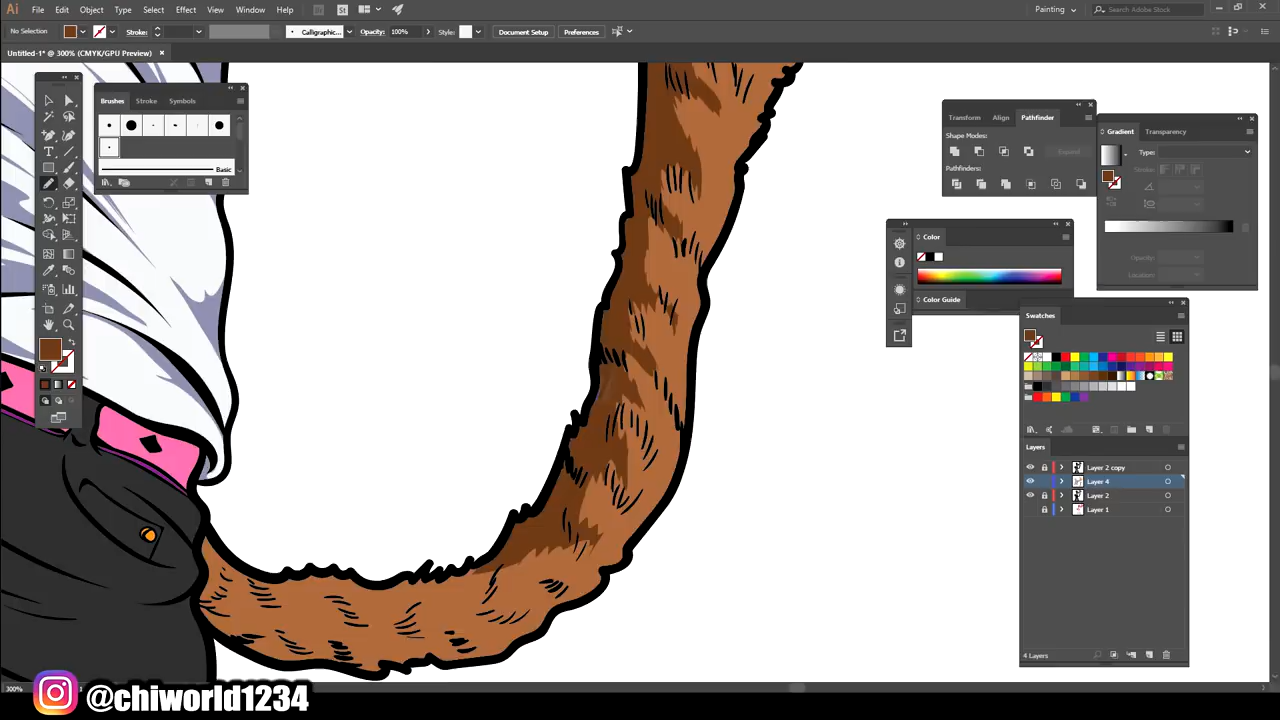 Ai File Edit Object Type Select Effect View Window Help Br St Painting Search Adobe Stock
No Selection Stroke: Calligraphic... Opacity: 100% Style: Document Setup Preferences
Untitled-1* @ 300% (CMYK/GPU Preview)
Brushes Stroke Symbols
Basic
Transform Align Pathfinder
Shape Modes:
Expand
Pathfinders:
Gradient Transparency
Type:
Stroke:
Opacity:
Location:
Color
Color Guide
Swatches
Layers
Layer 2 copy
Layer 4
Layer 2
Layer 1
4 Layers
300%
@chiworld1234